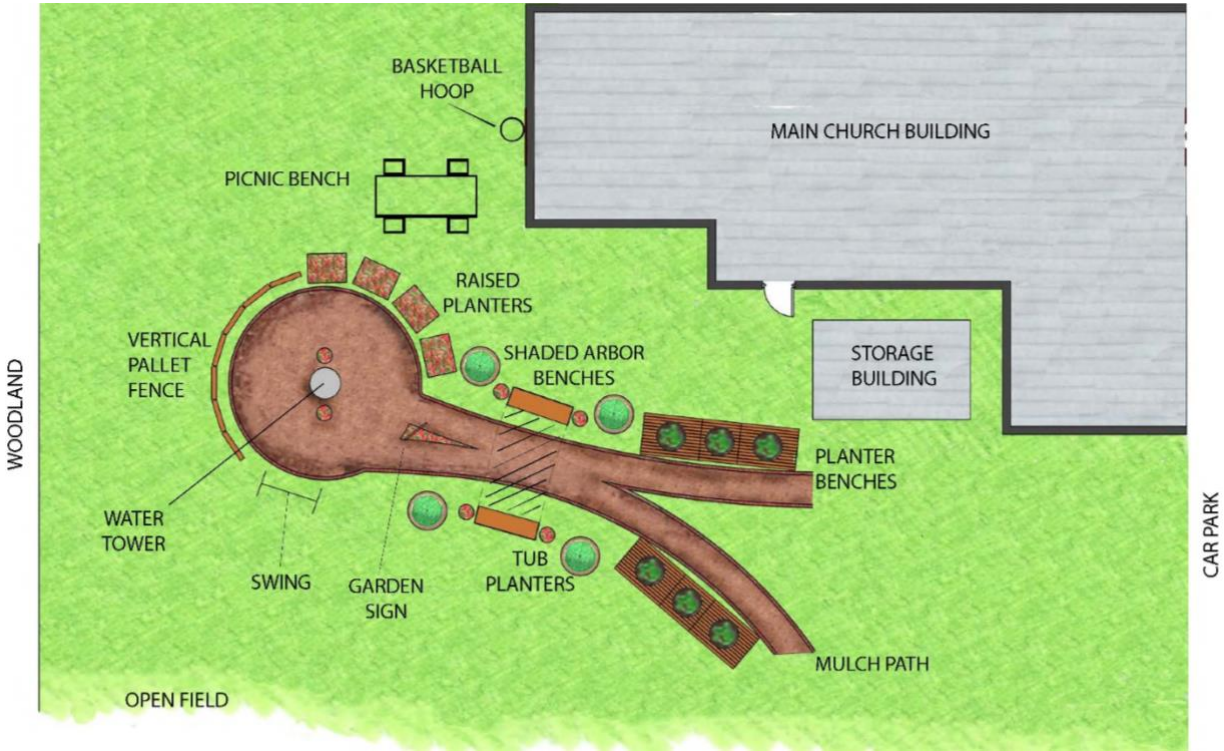 BASKETBALL
HOOP
MAIN CHURCH BUILDING
PICNIC BENCH
RAISED
PLANTERS
VERTICAL
PALLET
FENCE
SHADED ARBOR
BENCHES
STORAGE
BUILDING
WOODLAND
PLANTER
BENCHES
CAR PARK
WATER
TOWER
SWING
GARDEN
SIGN
TUB
PLANTERS
MULCH PATH
OPEN FIELD